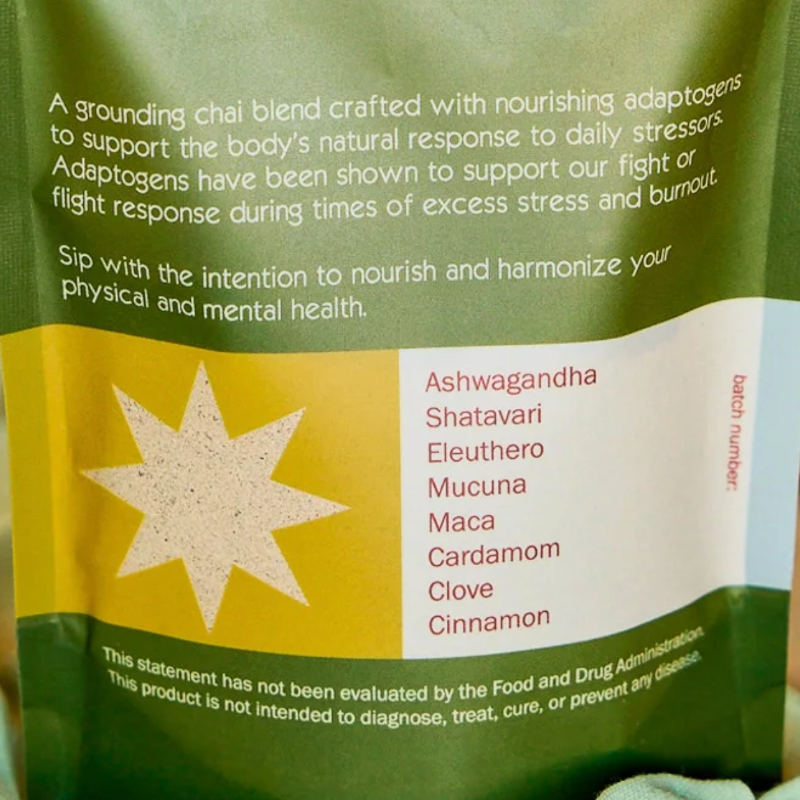 A grounding chai blend crafted with nourishing adaptogens
to support the body's natural response to daily stressors.
Adaptogens have been shown to support our fight or
flight response during times of excess stress and burnout.
Sip with the intention to nourish and harmonize your
physical and mental health.
Ashwagandha
Shatavari
Eleuthero
Mucuna
Maca
Cardamom
Clove
Cinnamon
batch number:
This statement has not been evaluated by the Food and Drug Administration.
This product is not intended to diagnose, treat, cure, or prevent any disease.